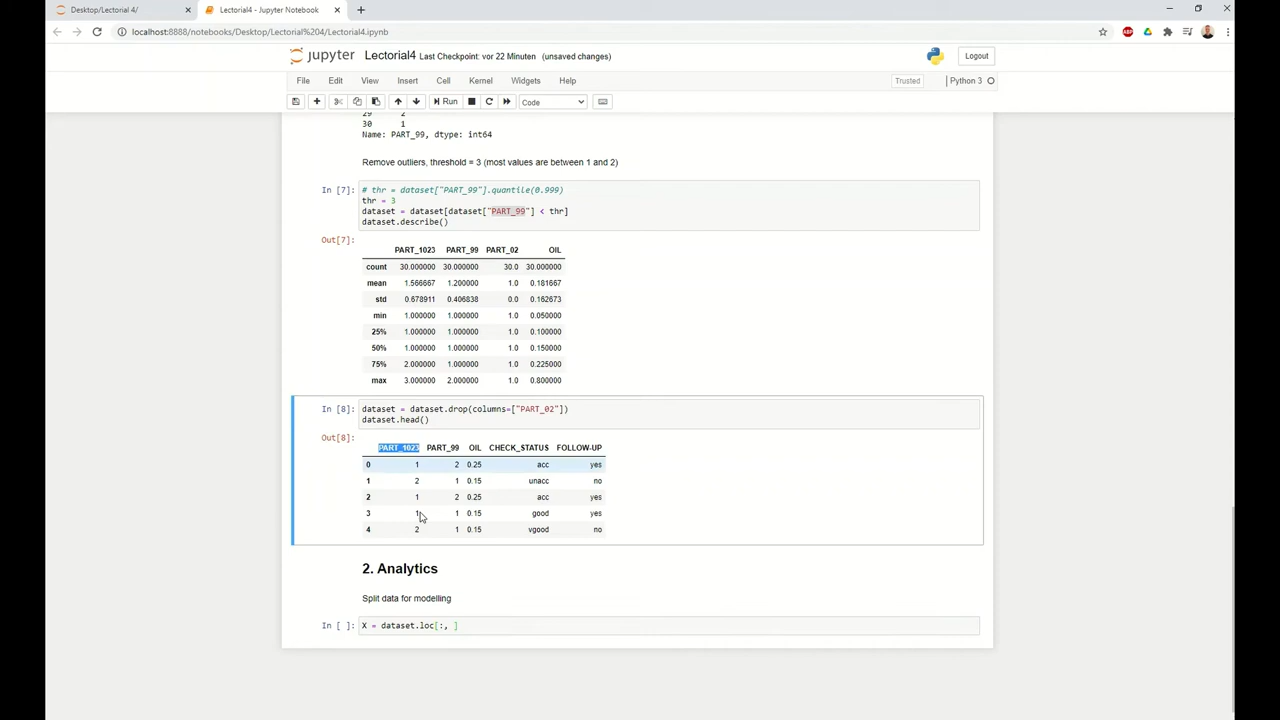 Desktop/Lectorial 4/ × Lectorial4 - Jupyter Notebook × +
localhost:8888/notebooks/Desktop/Lectorial%204/Lectorial4.ipynb
jupyter Lectorial4 Last Checkpoint: vor 22 Minuten (unsaved changes) Logout
File Edit View Insert Cell Kernel Widgets Help Trusted Python 3
Run Code
29 2
30 1
Name: PART_99, dtype: int64
Remove outliers, threshold = 3 (most values are between 1 and 2)
In [7]: # thr = dataset["PART_99"].quantile(0.999)
thr = 3
dataset = dataset[dataset["PART_99"] < thr]
dataset.describe()
Out[7]:
PART_1023 PART_99 PART_02 OIL
count 30.000000 30.000000 30.0 30.000000
mean 1.566667 1.200000 1.0 0.181667
std 0.678911 0.406838 0.0 0.162673
min 1.000000 1.000000 1.0 0.050000
25% 1.000000 1.000000 1.0 0.100000
50% 1.000000 1.000000 1.0 0.150000
75% 2.000000 1.000000 1.0 0.225000
max 3.000000 2.000000 1.0 0.800000
In [8]: dataset = dataset.drop(columns=["PART_02"])
dataset.head()
Out[8]:
PART_1023 PART_99 OIL CHECK_STATUS FOLLOW-UP
0 1 2 0.25 acc yes
1 2 1 0.15 unacc no
2 1 2 0.25 acc yes
3 1 1 0.15 good yes
4 2 1 0.15 vgood no
2. Analytics
Split data for modelling
In [ ]: X = dataset.loc[:, ]